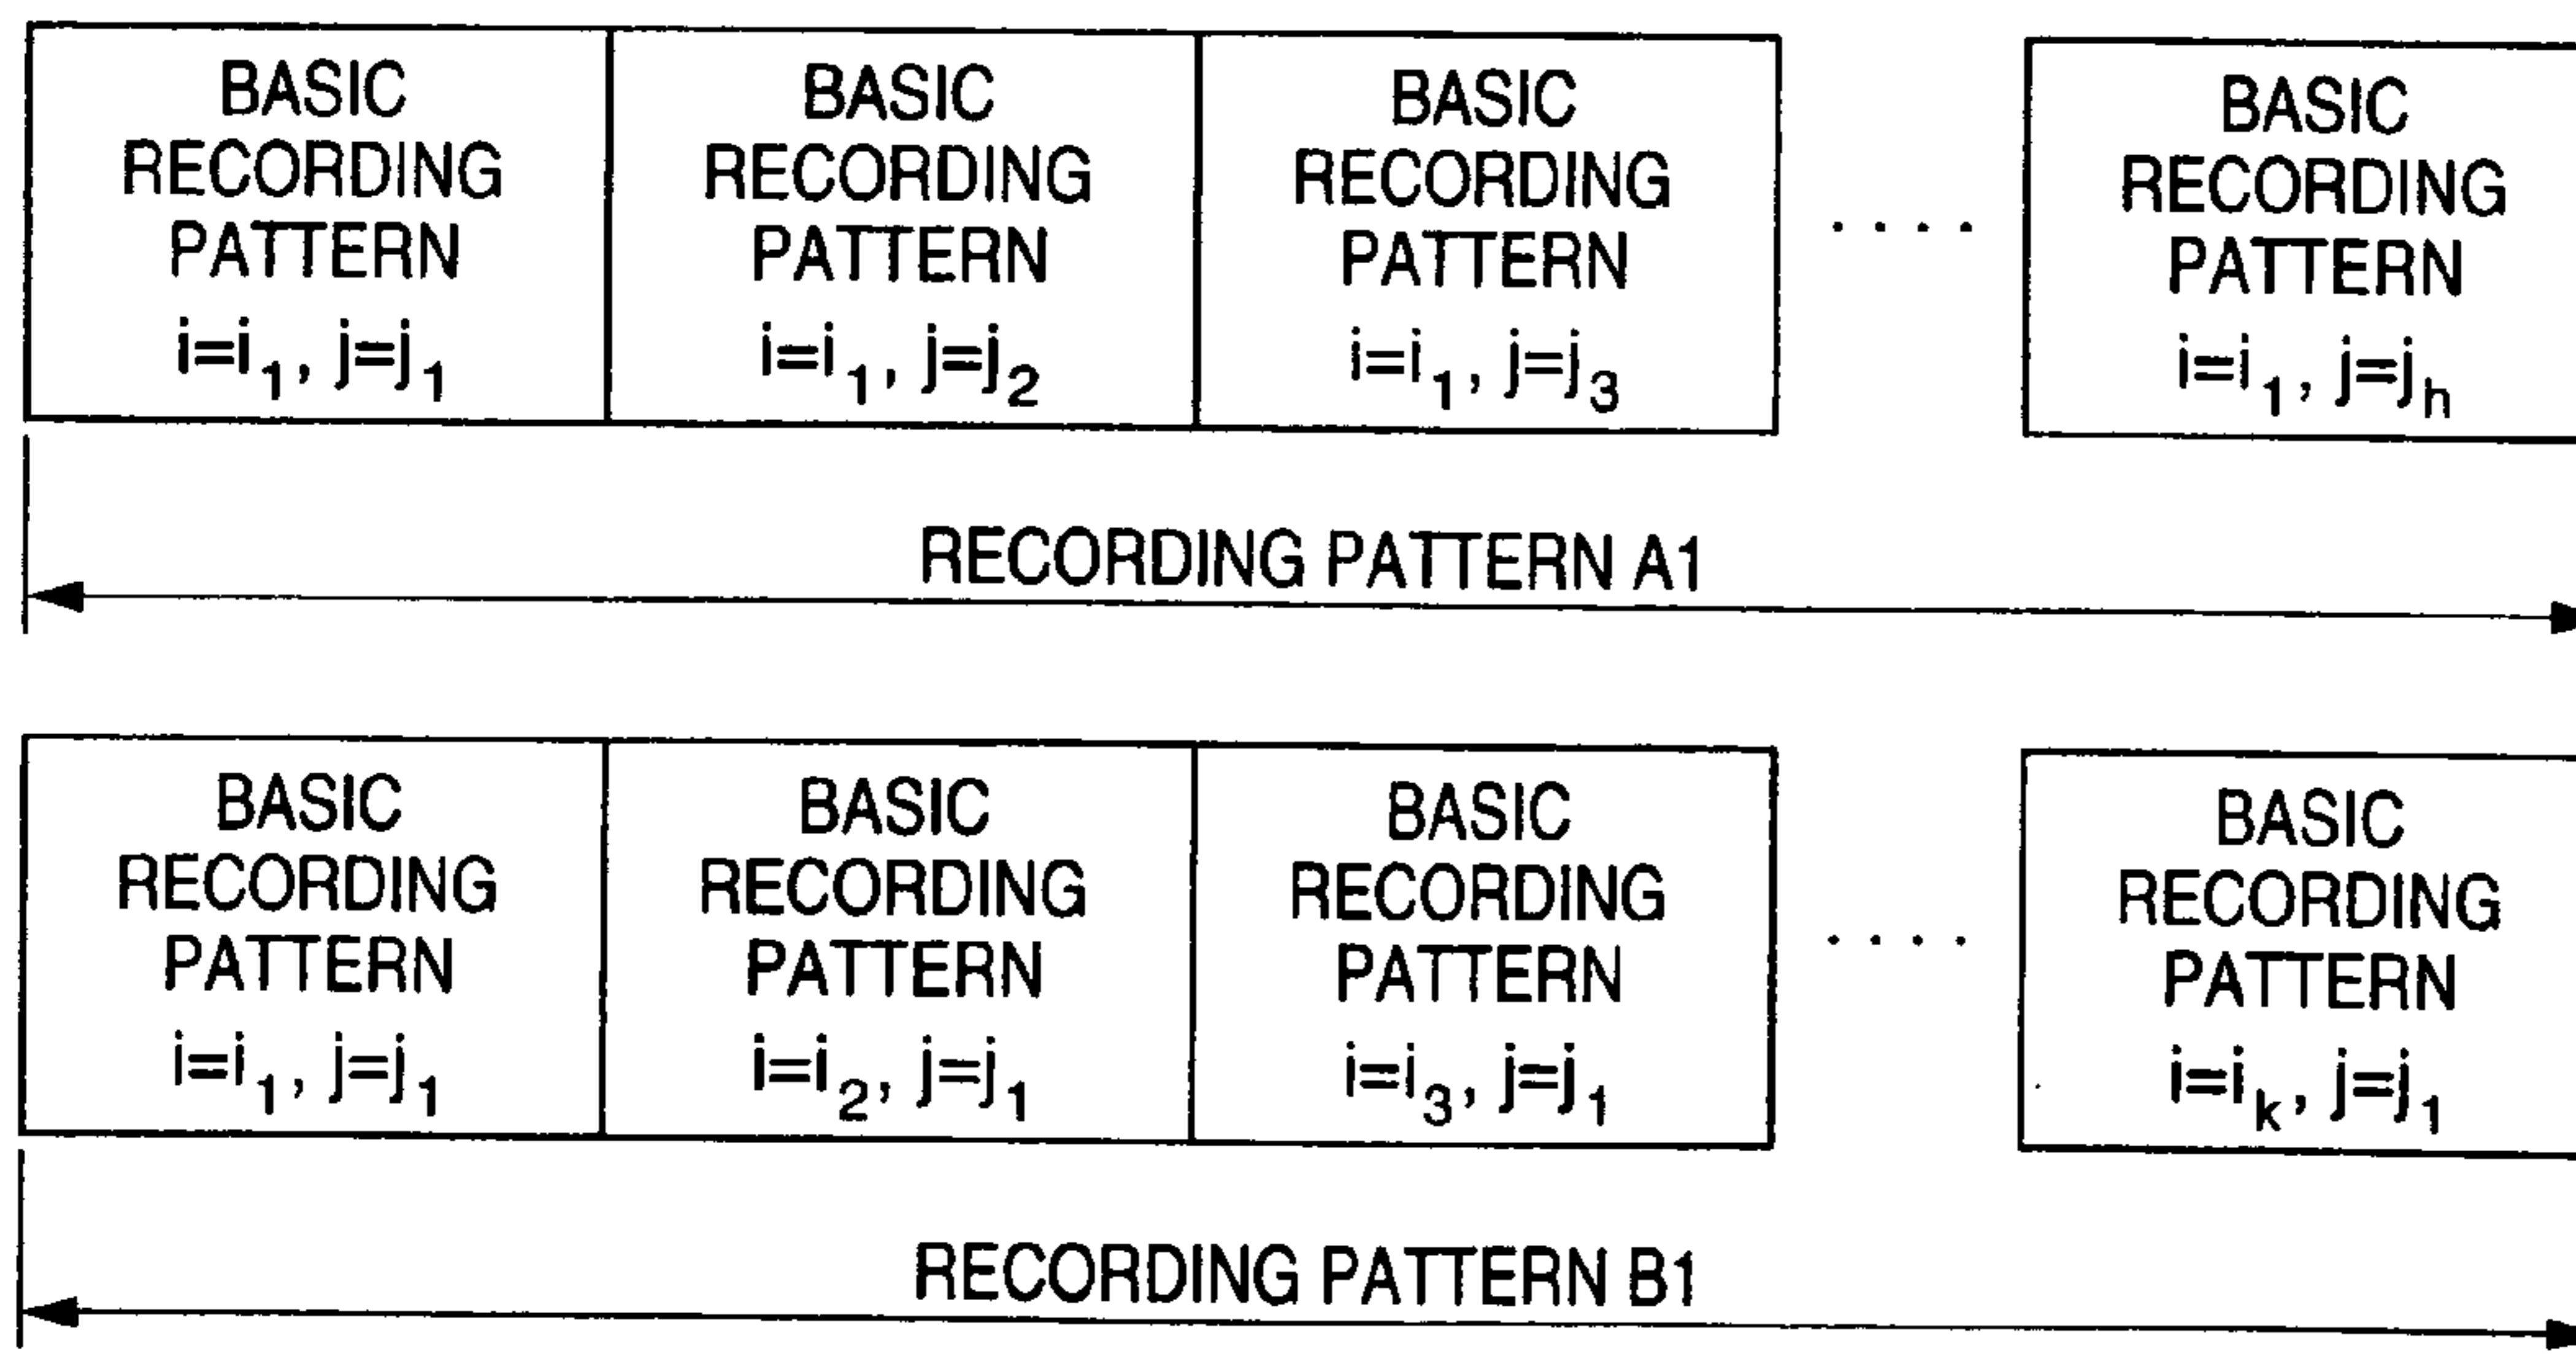 BASIC
RECORDING
PATTERN
i=i₁, j=j₁
BASIC
RECORDING
PATTERN
i=i₁, j=j₂
BASIC
RECORDING
PATTERN
i=i₁, j=j₃
. . . .
BASIC
RECORDING
PATTERN
i=i₁, j=jₕ
RECORDING PATTERN A1
BASIC
RECORDING
PATTERN
i=i₁, j=j₁
BASIC
RECORDING
PATTERN
i=i₂, j=j₁
BASIC
RECORDING
PATTERN
i=i₃, j=j₁
. . . .
BASIC
RECORDING
PATTERN
i=iₖ, j=j₁
RECORDING PATTERN B1